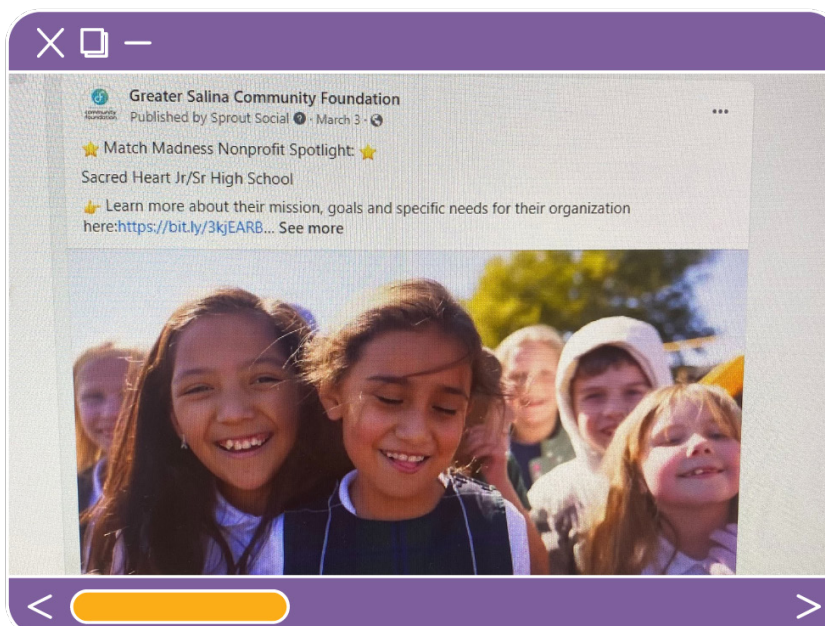 Greater Salina Community Foundation
community
foundation
Published by Sprout Social · March 3 ·
Match Madness Nonprofit Spotlight:
Sacred Heart Jr/Sr High School
Learn more about their mission, goals and specific needs for their organization
here:https://bit.ly/3kjEARB... See more